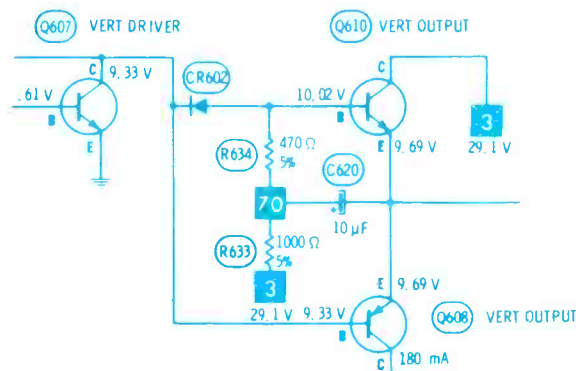 Q607 VERT DRIVER
Q610 VERT OUTPUT
C
9.33 V
CR602
C
.61 V
B
10.02 V
B
3
29.1 V
E
R634
470 Ω
5%
E
9.69 V
C620
70
10 µF
+
R633
1000 Ω
5%
3
29.1 V
9.33 V
B
E
9.69 V
Q608 VERT OUTPUT
C
180 mA